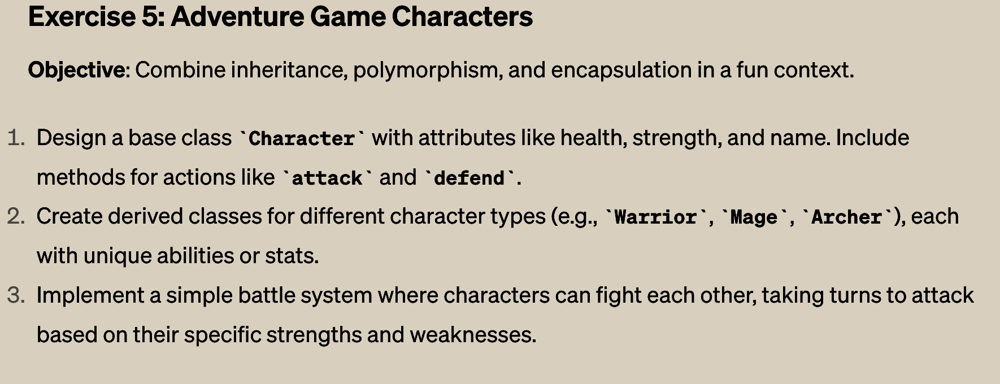 Exercise 5: Adventure Game Characters
Objective: Combine inheritance, polymorphism, and encapsulation in a fun context.
1. Design a base class `Character` with attributes like health, strength, and name. Include
methods for actions like `attack` and `defend`.
2. Create derived classes for different character types (e.g., `Warrior`, `Mage`, `Archer`), each
with unique abilities or stats.
3. Implement a simple battle system where characters can fight each other, taking turns to attack
based on their specific strengths and weaknesses.